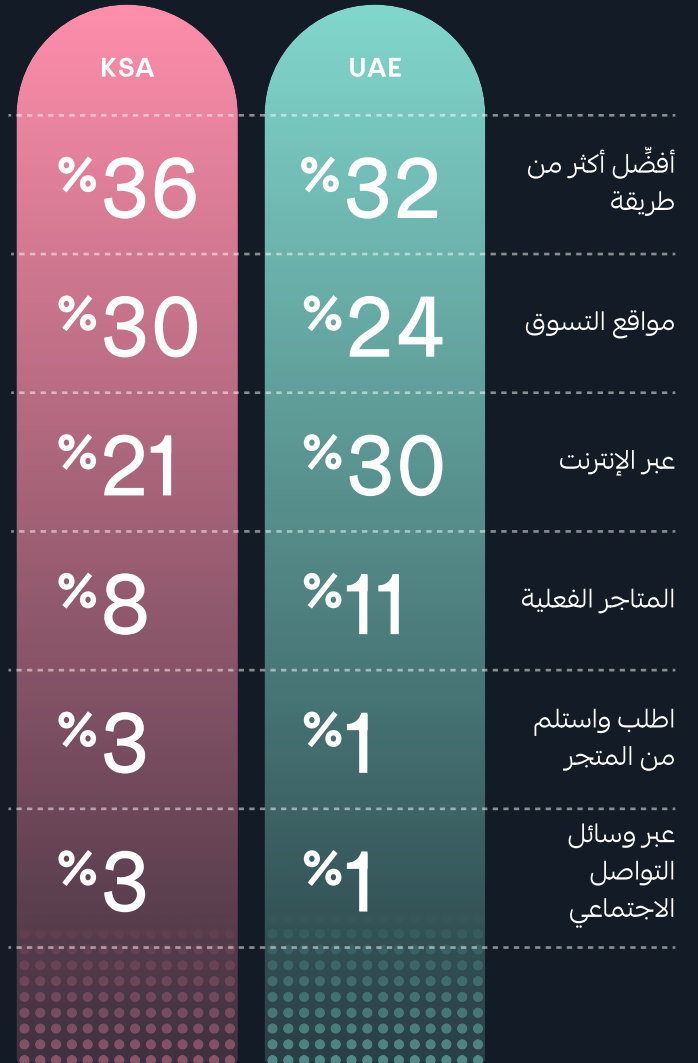 UAE KSA
أفضِّل أكثر من %32 %36
طريقة
مواقع التسوق %24 %30
عبر الإنترنت %30 %21
المتاجر الفعلية %11 %8
اطلب واستلم %1 %3
من المتجر
عبر وسائل
التواصل %1 %3
الاجتماعي